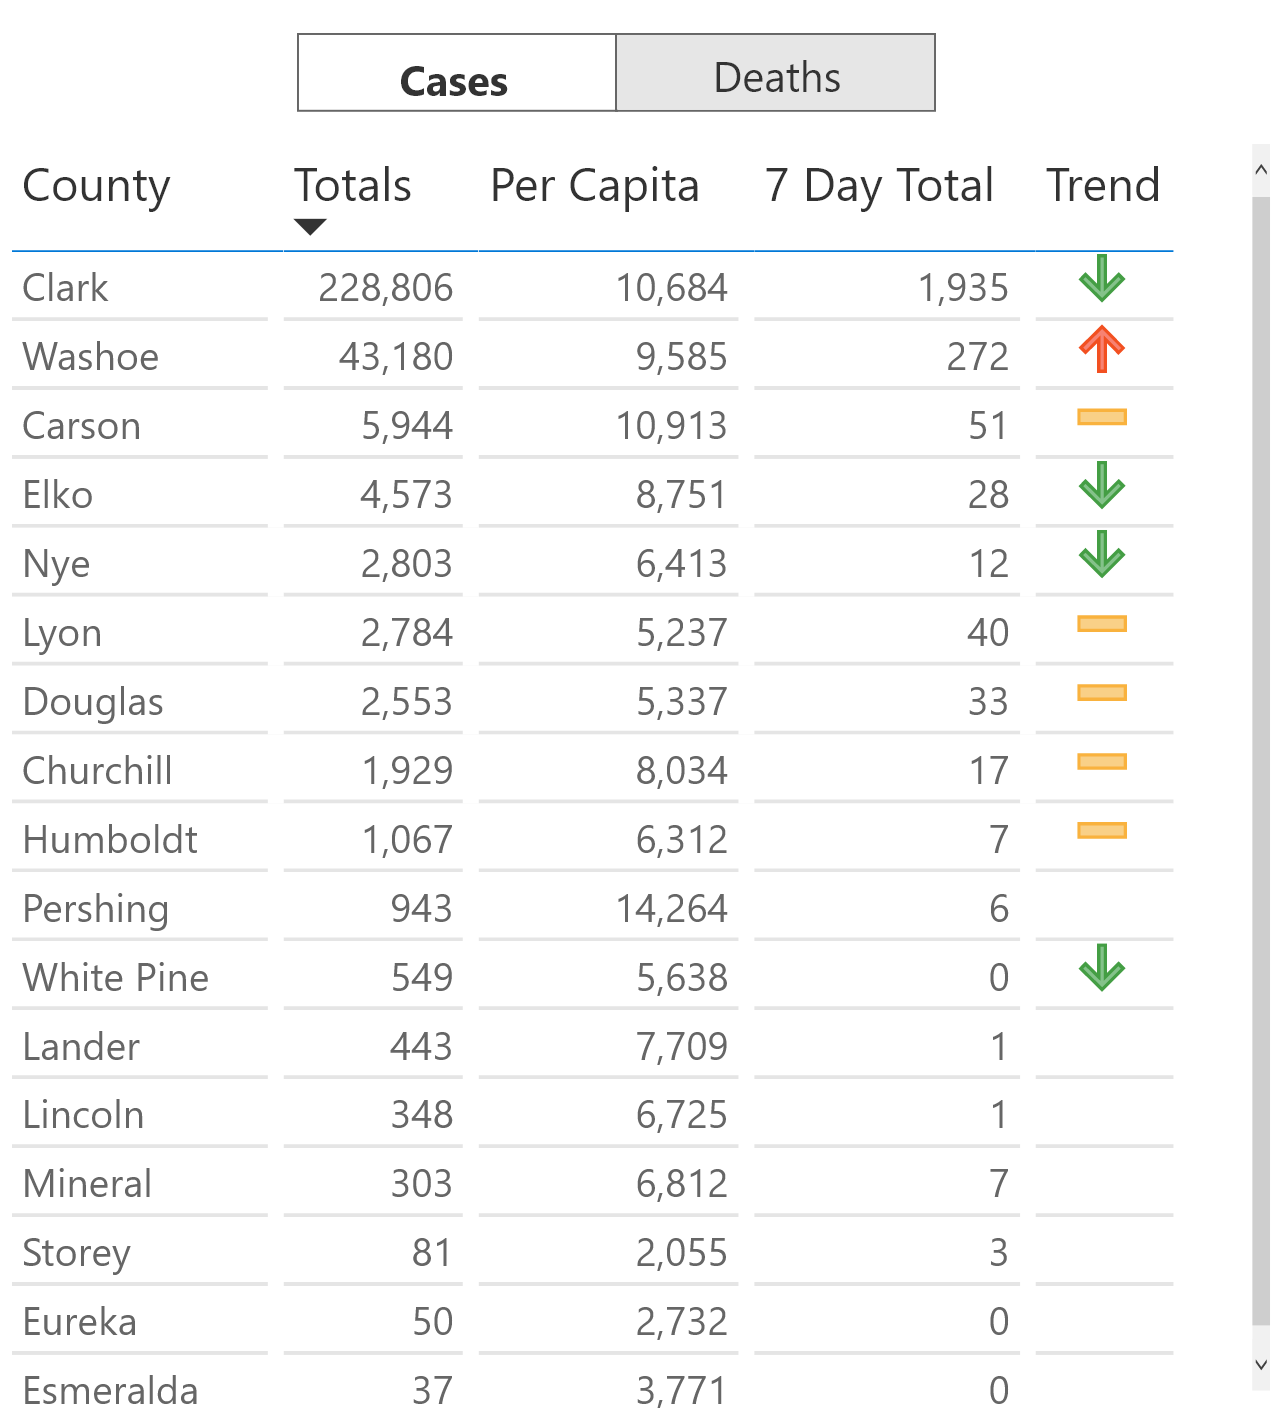 Cases Deaths
County Totals Per Capita 7 Day Total Trend
Clark 228,806 10,684 1,935
Washoe 43,180 9,585 272
Carson 5,944 10,913 51
Elko 4,573 8,751 28
Nye 2,803 6,413 12
Lyon 2,784 5,237 40
Douglas 2,553 5,337 33
Churchill 1,929 8,034 17
Humboldt 1,067 6,312 7
Pershing 943 14,264 6
White Pine 549 5,638 0
Lander 443 7,709 1
Lincoln 348 6,725 1
Mineral 303 6,812 7
Storey 81 2,055 3
Eureka 50 2,732 0
Esmeralda 37 3,771 0